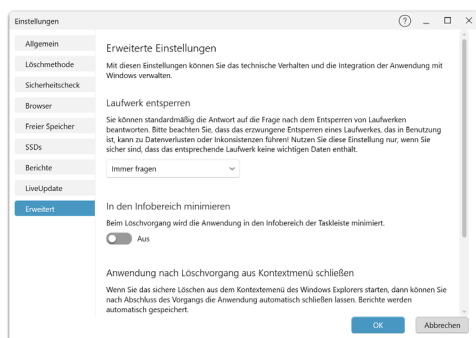 Einstellungen
?
Allgemein
Löschmethode
Sicherheitscheck
Browser
Freier Speicher
SSDs
Berichte
LiveUpdate
Erweitert
Erweiterte Einstellungen
Mit diesen Einstellungen können Sie das technische Verhalten und die Integration der Anwendung mit
Windows verwalten.
Laufwerk entsperren
Sie können standardmäßig die Antwort auf die Frage nach dem Entsperren von Laufwerken
beantworten. Bitte beachten Sie, dass das erzwungene Entsperren eines Laufwerkes, das in Benutzung
ist, kann zu Datenverlusten oder Inkonsistenzen führen! Nutzen Sie diese Einstellung nur, wenn Sie
sicher sind, dass das entsprechende Laufwerk keine wichtigen Daten enthält.
Immer fragen
In den Infobereich minimieren
Beim Löschvorgang wird die Anwendung in den Infobereich der Taskleiste minimiert.
Aus
Anwendung nach Löschvorgang aus Kontextmenü schließen
Wenn Sie das sichere Löschen aus dem Kontextemenü des Windows Explorers starten, dann können Sie
nach Abschluss des Vorgangs die Anwendung automatisch schließen lassen. Berichte werden
automatisch gespeichert.
OK
Abbrechen